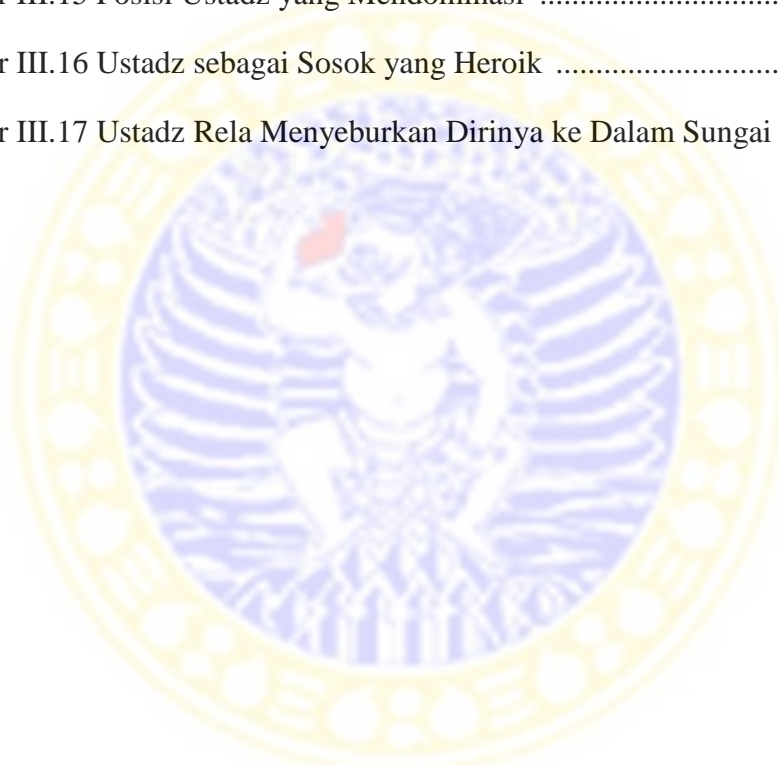 r III.15 Posisi Ustadz yang Mendominasi ..............................
r III.16 Ustadz sebagai Sosok yang Heroik ............................
r III.17 Ustadz Rela Menyeburkan Dirinya ke Dalam Sungai